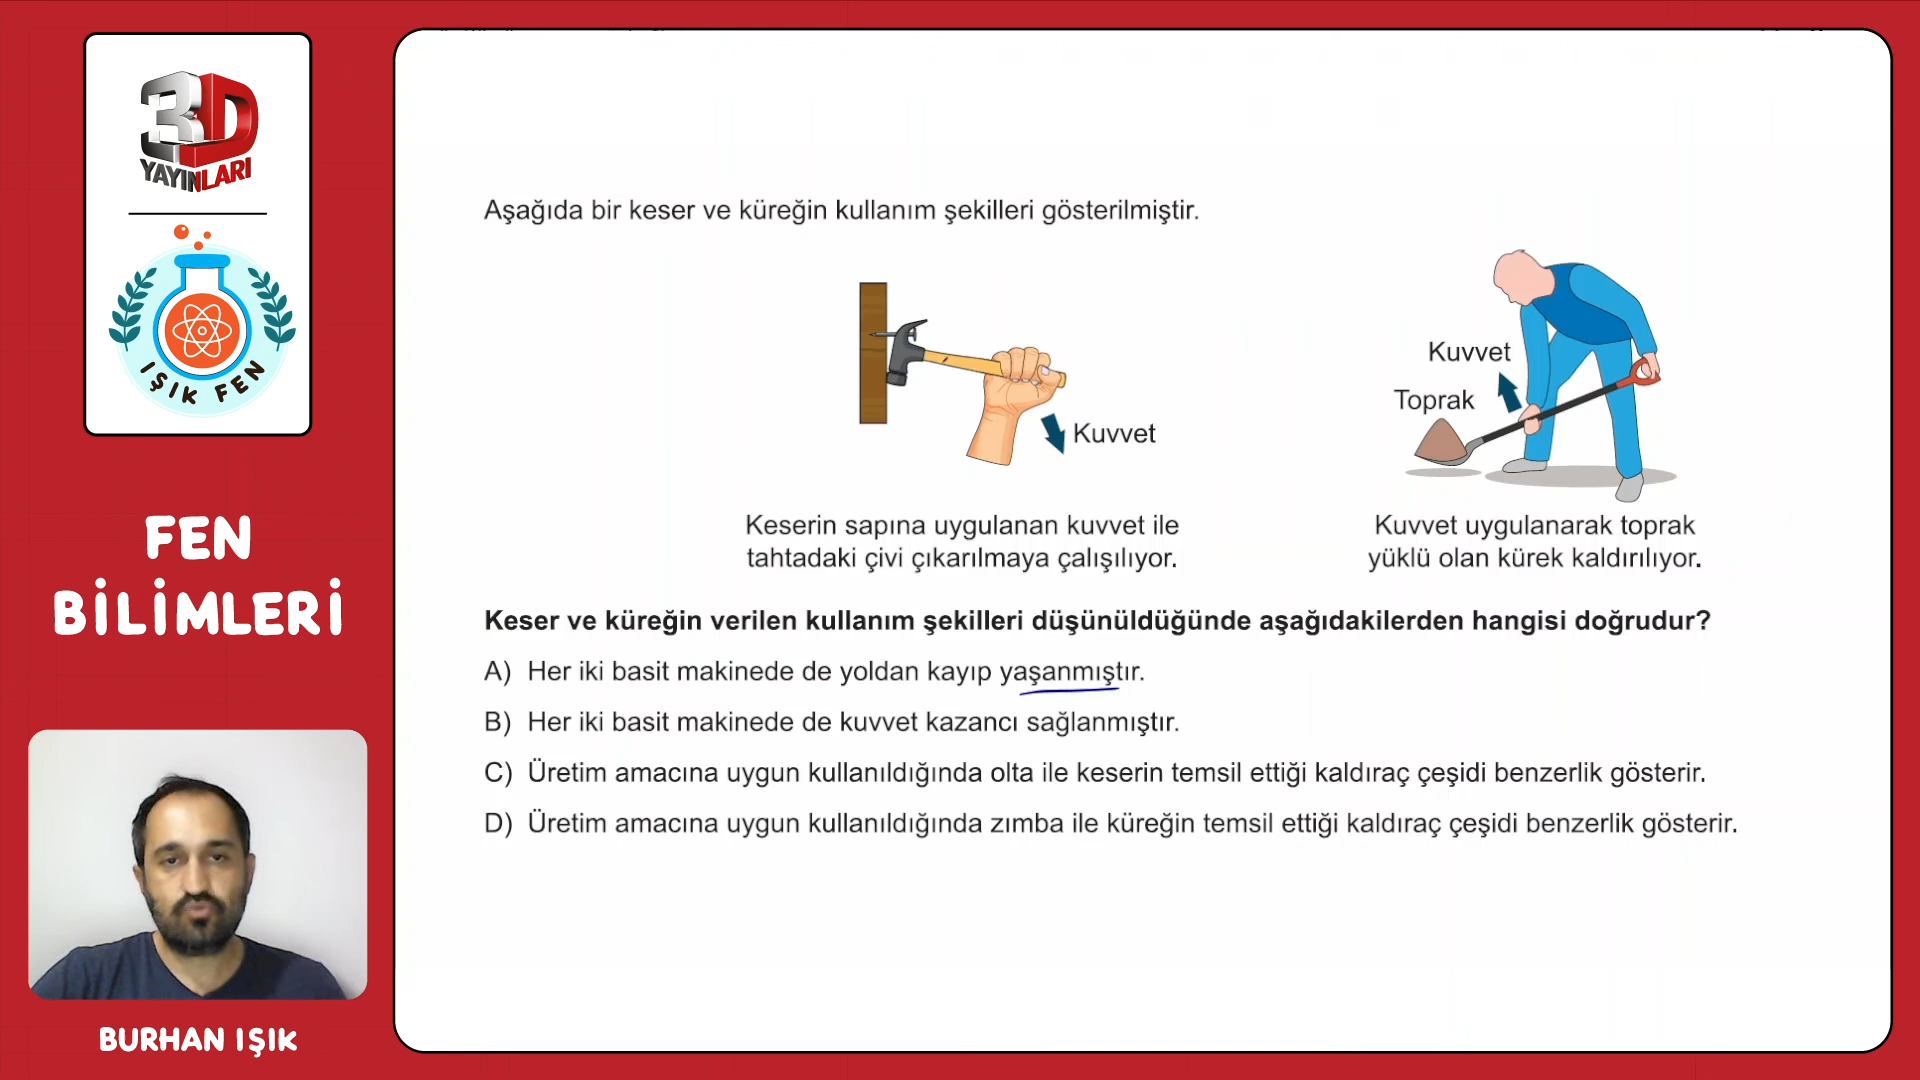 3D
YAYINLARI
IŞIK FEN
FEN
BİLİMLERİ
BURHAN IŞIK
Aşağıda bir keser ve küreğin kullanım şekilleri gösterilmiştir.
Kuvvet
Kuvvet
Toprak
Keserin sapına uygulanan kuvvet ile
tahtadaki çivi çıkarılmaya çalışılıyor.
Kuvvet uygulanarak toprak
yüklü olan kürek kaldırılıyor.
Keser ve küreğin verilen kullanım şekilleri düşünüldüğünde aşağıdakilerden hangisi doğrudur?
A) Her iki basit makinede de yoldan kayıp yaşanmıştır.
B) Her iki basit makinede de kuvvet kazancı sağlanmıştır.
C) Üretim amacına uygun kullanıldığında olta ile keserin temsil ettiği kaldıraç çeşidi benzerlik gösterir.
D) Üretim amacına uygun kullanıldığında zımba ile küreğin temsil ettiği kaldıraç çeşidi benzerlik gösterir.